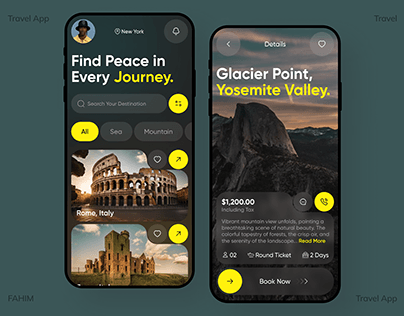 Travel App
Travel App
New York
Find Peace in
Every Journey.
Search Your Destination
All
Sea
Mountain
Rome, Italy
Details
Glacier Point,
Yosemite Valley.
$1,200.00
Including Tax
Vibrant mountain view unfolds, painting a
breathtaking scene of natural beauty. The
colorful tapestry of forests, the crisp air, and
the serenity of the landscape... Read More
02
Round Ticket
2 Days
Book Now
FAHIM
Travel App